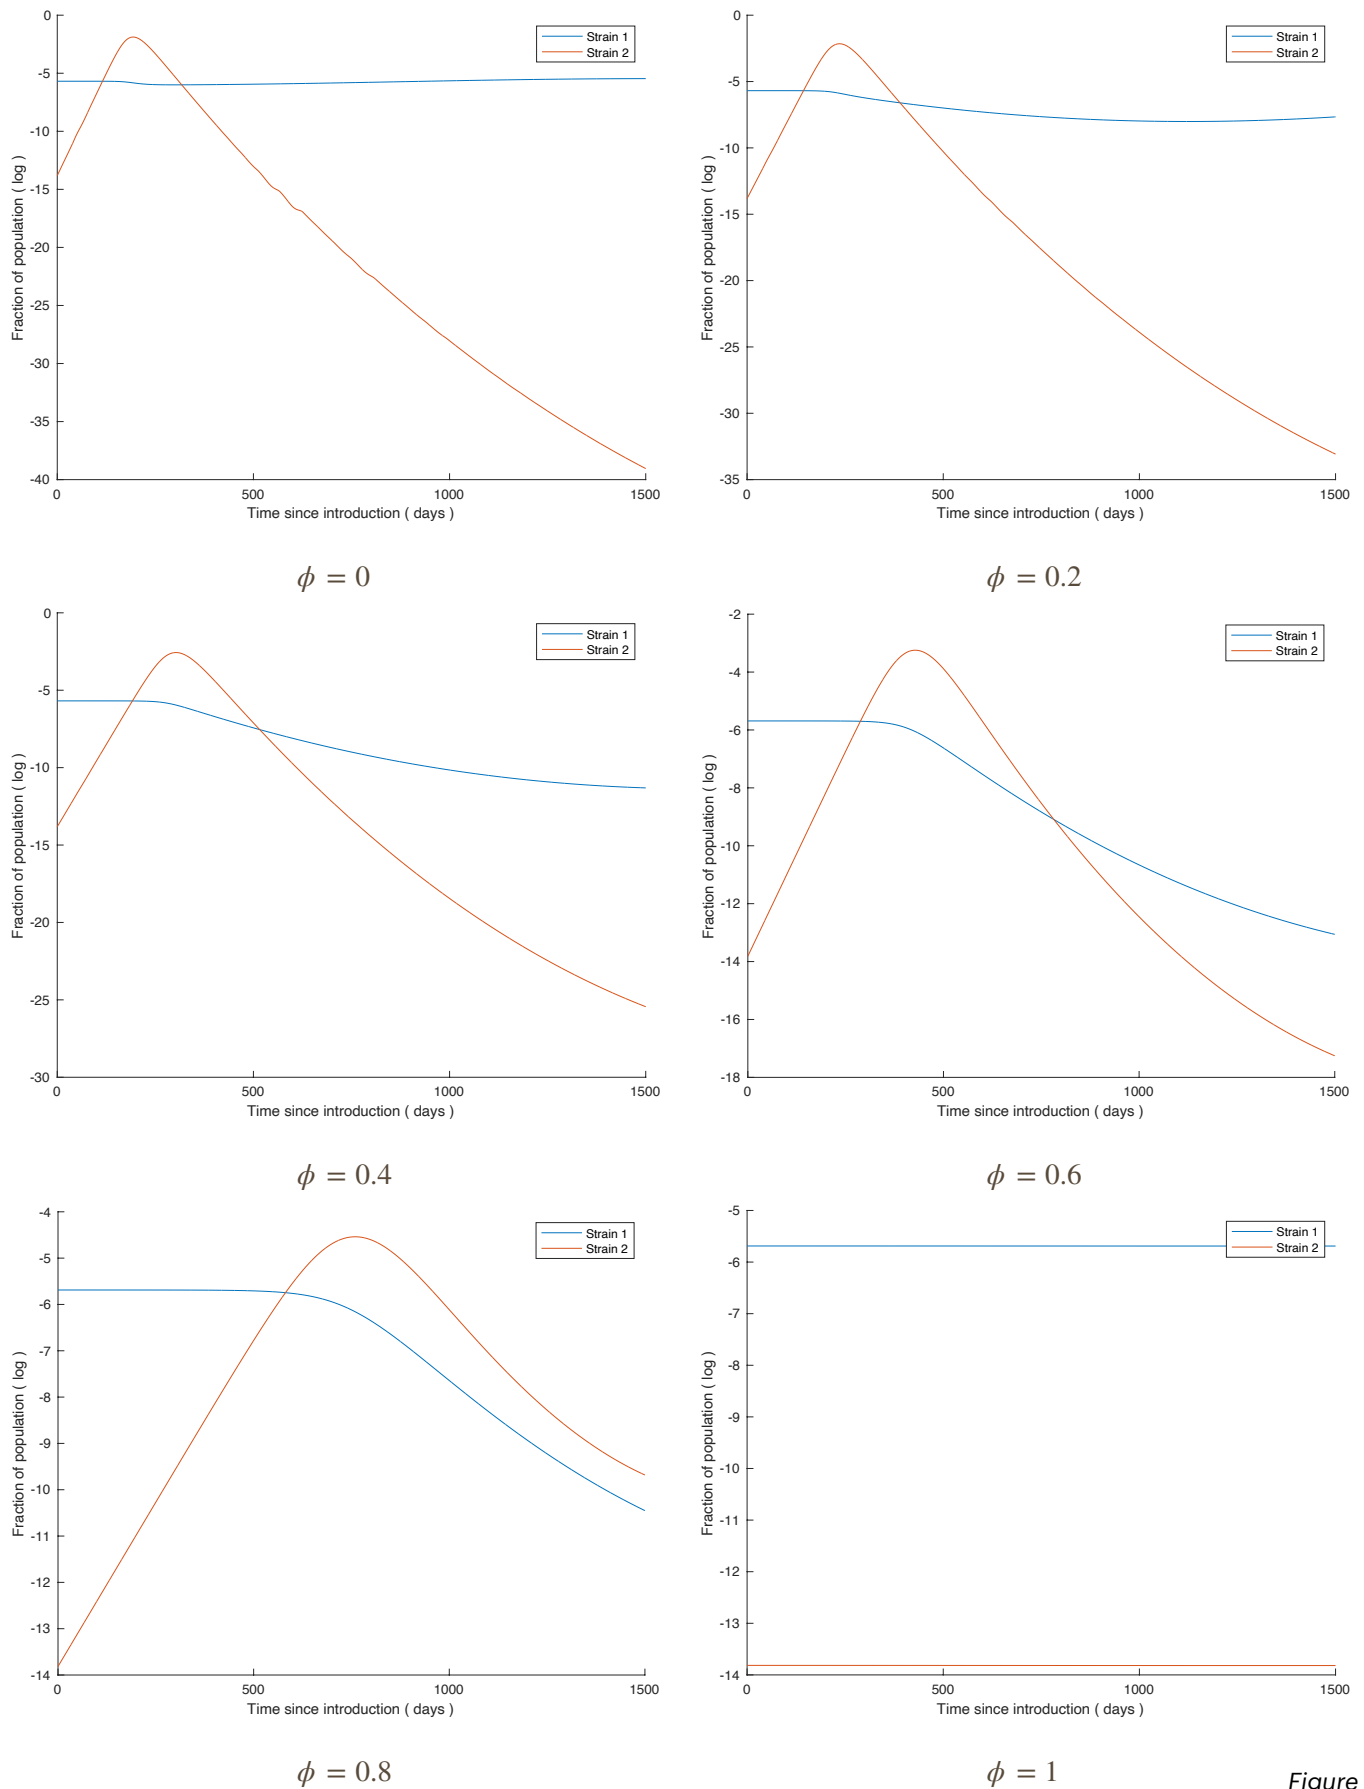 0
-5
-10
-15
-20
-25
-30
-35
-40
Fraction of population ( log )
0 500 1000 1500
Time since introduction ( days )
Strain 1
Strain 2
ϕ = 0
0
-5
-10
-15
-20
-25
-30
-35
Fraction of population ( log )
0 500 1000 1500
Time since introduction ( days )
Strain 1
Strain 2
ϕ = 0.2
0
-5
-10
-15
-20
-25
-30
Fraction of population ( log )
0 500 1000 1500
Time since introduction ( days )
Strain 1
Strain 2
ϕ = 0.4
-2
-4
-6
-8
-10
-12
-14
-16
-18
Fraction of population ( log )
0 500 1000 1500
Time since introduction ( days )
Strain 1
Strain 2
ϕ = 0.6
-4
-5
-6
-7
-8
-9
-10
-11
-12
-13
-14
Fraction of population ( log )
0 500 1000 1500
Time since introduction ( days )
Strain 1
Strain 2
ϕ = 0.8
-5
-6
-7
-8
-9
-10
-11
-12
-13
-14
Fraction of population ( log )
0 500 1000 1500
Time since introduction ( days )
Strain 1
Strain 2
ϕ = 1
Figure